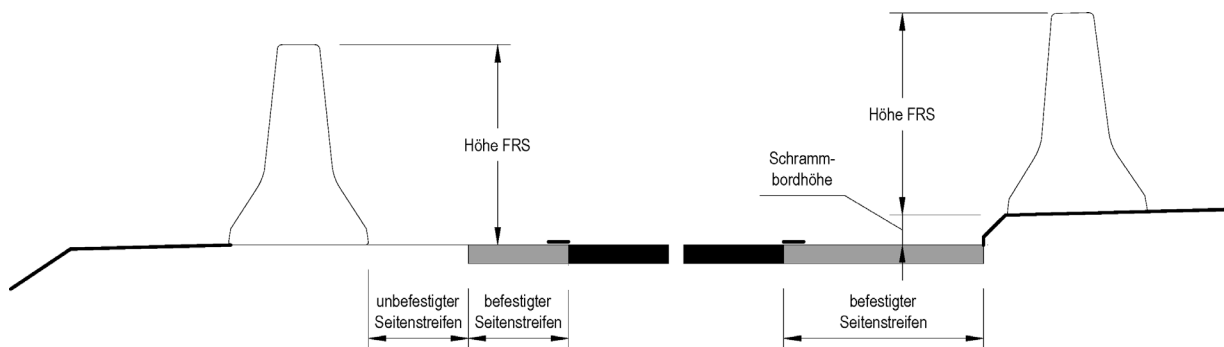 Höhe FRS
Höhe FRS
Schramm-
bordhöhe
unbefestigter
Seitenstreifen
befestigter
Seitenstreifen
befestigter
Seitenstreifen